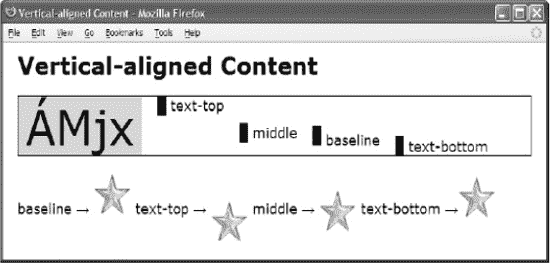 Vertical-aligned Content - Mozilla Firefox
File Edit View Go Bookmarks Tools Help
Vertical-aligned Content
ÁMjx text-top middle baseline text-bottom
baseline → text-top → middle → text-bottom →